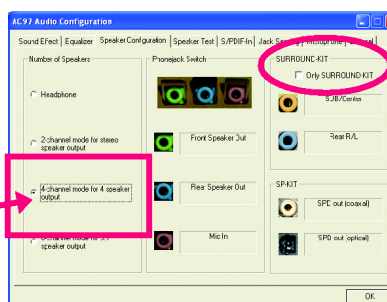 AC97 Audio Configuration
Sound Effect | Equalizer | Speaker Configuration | Speaker Test | S/PDIF-In | Jack
Number of Speakers
Headphone
2-channel mode for stereo
speaker output
4-channel mode for 4 speaker
output
speaker output
Phonejack Switch
Front Speaker Out
Rear Speaker Out
Mic In
SURROUND-KIT
Only SURROUND-KIT
SUB/Center
Rear R/L
SP-KIT
SPD out (coaxial)
SPD out (optical)
OK